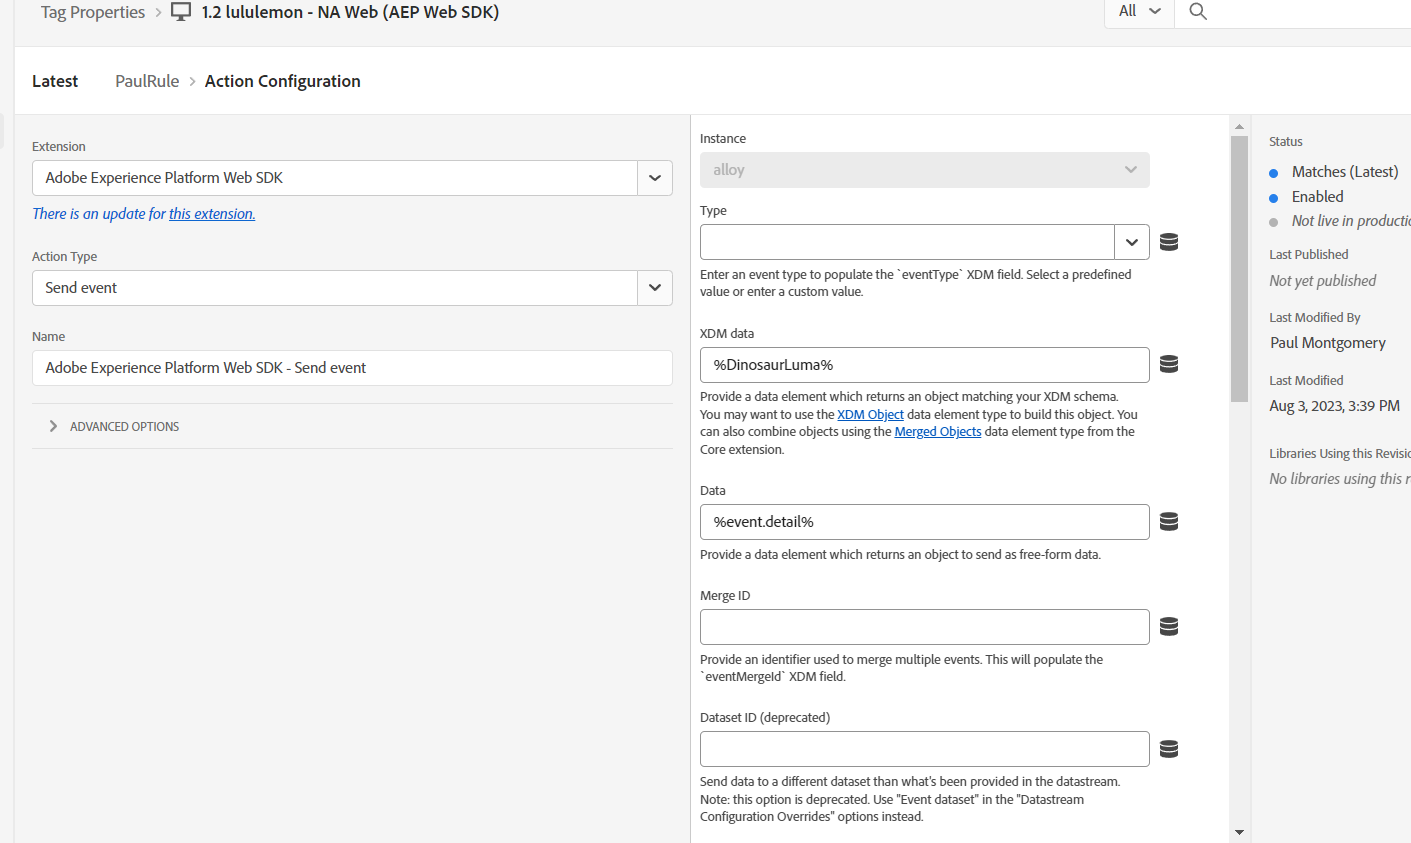 Tag Properties > 1.2 lululemon - NA Web (AEP Web SDK)
All
Latest PaulRule > Action Configuration
Extension
Adobe Experience Platform Web SDK
There is an update for this extension.
Action Type
Send event
Name
Adobe Experience Platform Web SDK - Send event
ADVANCED OPTIONS
Instance
alloy
Type
Enter an event type to populate the `eventType` XDM field. Select a predefined
value or enter a custom value.
XDM data
%DinosaurLuma%
Provide a data element which returns an object matching your XDM schema.
You may want to use the XDM Object data element type to build this object. You
can also combine objects using the Merged Objects data element type from the
Core extension.
Data
%event.detail%
Provide a data element which returns an object to send as free-form data.
Merge ID
Provide an identifier used to merge multiple events. This will populate the
`eventMergeId` XDM field.
Dataset ID (deprecated)
Send data to a different dataset than what's been provided in the datastream.
Note: this option is deprecated. Use "Event dataset" in the "Datastream
Configuration Overrides" options instead.
Status
Matches (Latest)
Enabled
Not live in producti
Last Published
Not yet published
Last Modified By
Paul Montgomery
Last Modified
Aug 3, 2023, 3:39 PM
Libraries Using this Revisi
No libraries using this r